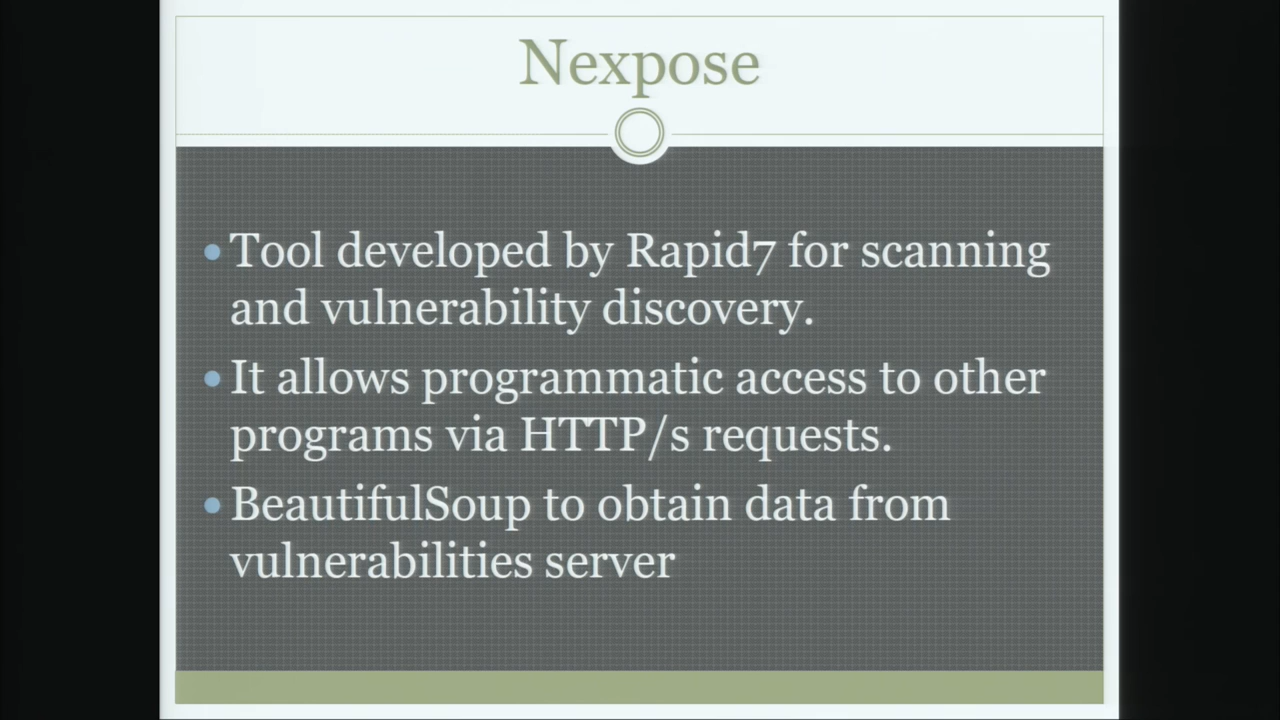 Nexpose
Tool developed by Rapid7 for scanning
and vulnerability discovery.
It allows programmatic access to other
programs via HTTP/s requests.
BeautifulSoup to obtain data from
vulnerabilities server